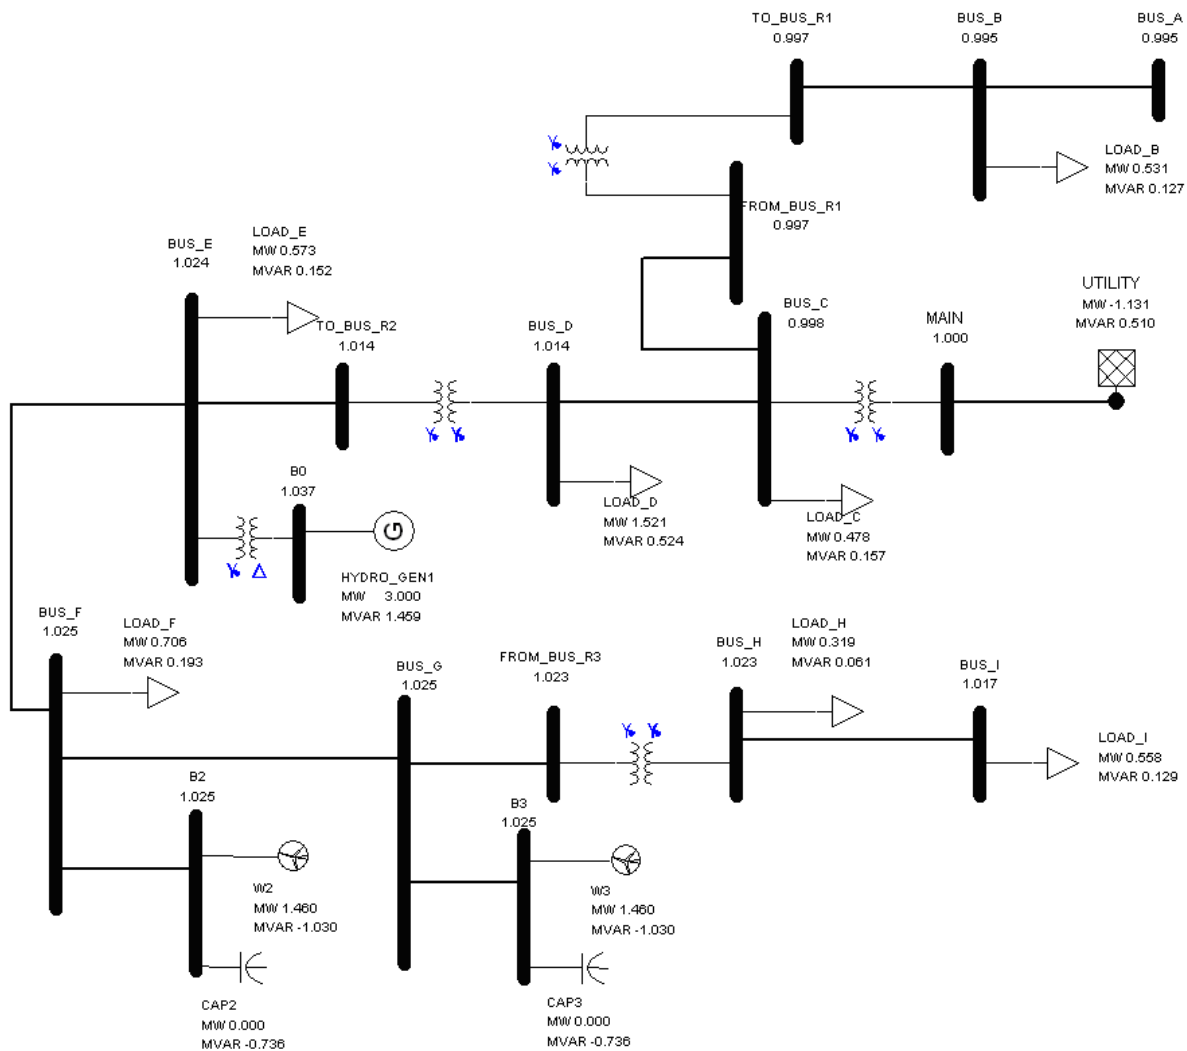 TO_BUS_R1
0.997
BUS_B
0.995
BUS_A
0.995
LOAD_B
MW 0.531
MVAR 0.127
FROM_BUS_R1
0.997
BUS_E
1.024
LOAD_E
MW 0.573
MVAR 0.152
TO_BUS_R2
1.014
BUS_D
1.014
BUS_C
0.998
MAIN
1.000
UTILITY
MW -1.131
MVAR 0.510
LOAD_D
MW 1.521
MVAR 0.524
LOAD_C
MW 0.478
MVAR 0.157
B0
1.037
G
HYDRO_GEN1
MW 3.000
MVAR 1.459
BUS_F
1.025
LOAD_F
MW 0.706
MVAR 0.193
BUS_G
1.025
FROM_BUS_R3
1.023
BUS_H
1.023
LOAD_H
MW 0.319
MVAR 0.061
BUS_I
1.017
LOAD_I
MW 0.558
MVAR 0.129
B2
1.025
W2
MW 1.460
MVAR -1.030
CAP2
MW 0.000
MVAR -0.736
B3
1.025
W3
MW 1.460
MVAR -1.030
CAP3
MW 0.000
MVAR -0.736